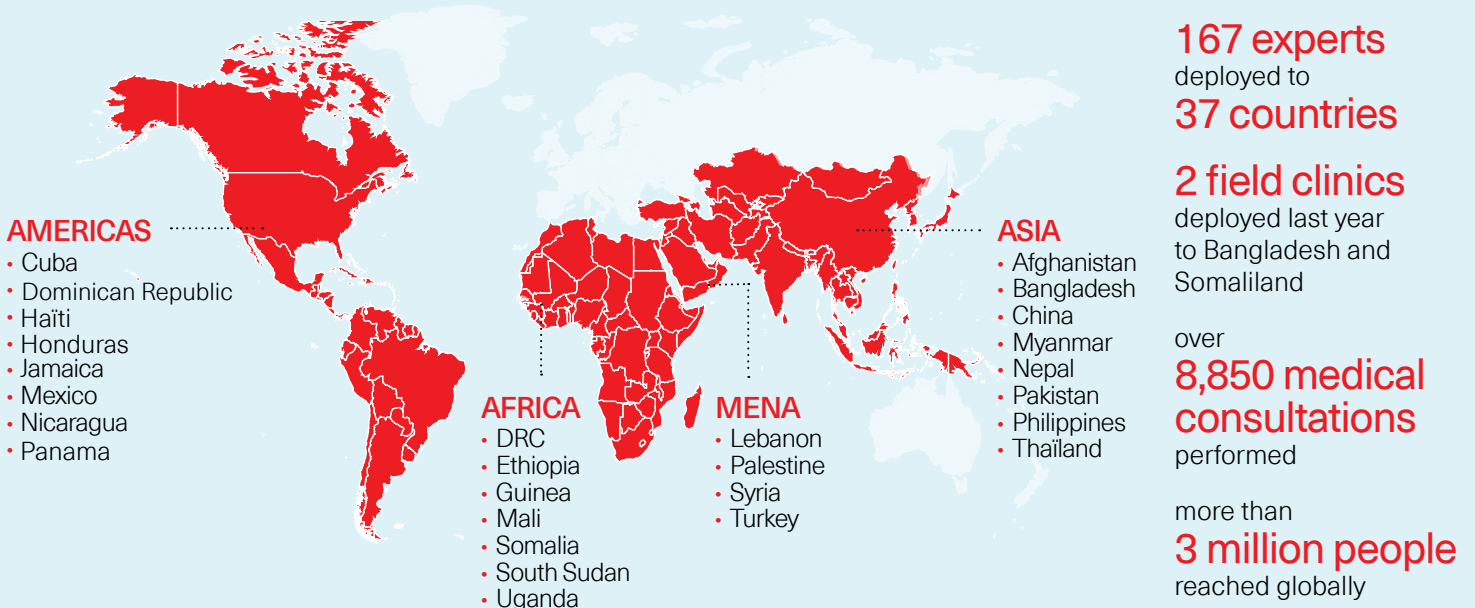 AMERICAS
• Cuba
• Dominican Republic
• Haïti
• Honduras
• Jamaica
• Mexico
• Nicaragua
• Panama
AFRICA
• DRC
• Ethiopia
• Guinea
• Mali
• Somalia
• South Sudan
• Uganda
MENA
• Lebanon
• Palestine
• Syria
• Turkey
ASIA
• Afghanistan
• Bangladesh
• China
• Myanmar
• Nepal
• Pakistan
• Philippines
• Thaïland
167 experts
deployed to
37 countries
2 field clinics
deployed last year
to Bangladesh and
Somaliland
over
8,850 medical
consultations
performed
more than
3 million people
reached globally